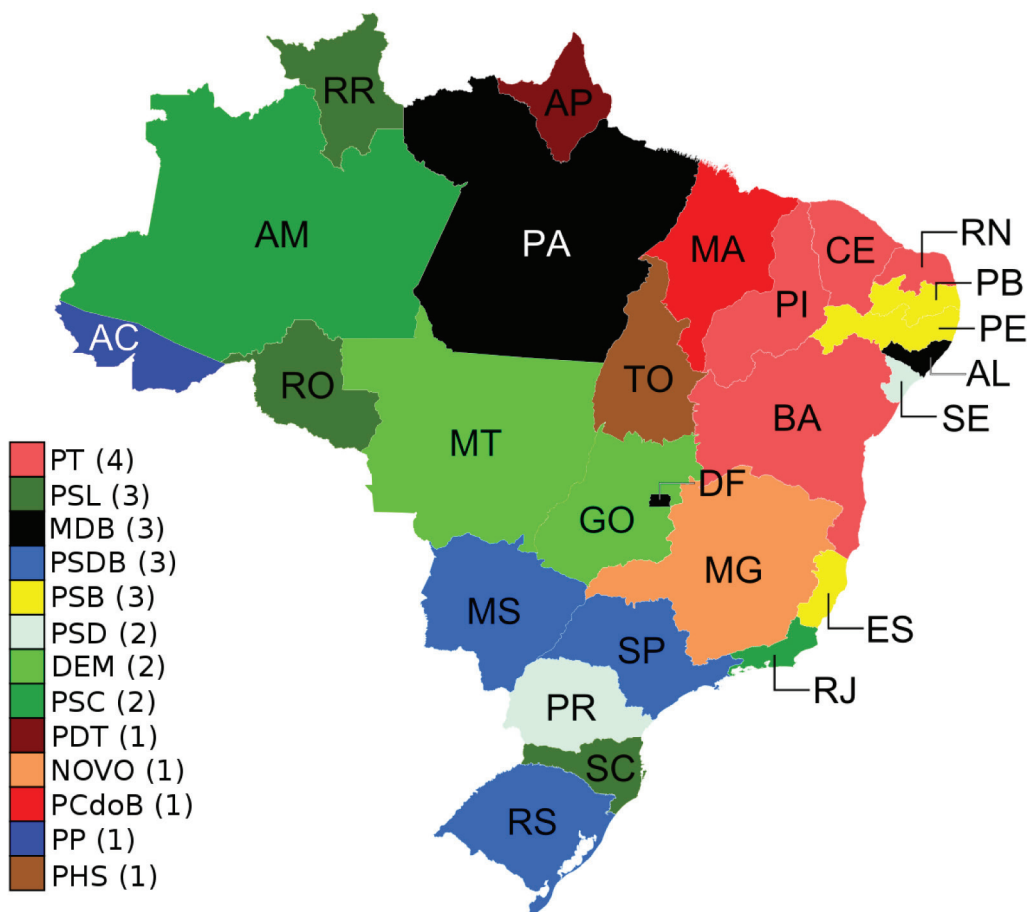 RR
AP
AM
PA
MA
CE
RN
PB
PI
PE
AC
AL
RO
TO
SE
BA
MT
DF
GO
MG
MS
ES
SP
RJ
PR
SC
RS
PT (4)
PSL (3)
MDB (3)
PSDB (3)
PSB (3)
PSD (2)
DEM (2)
PSC (2)
PDT (1)
NOVO (1)
PCdoB (1)
PP (1)
PHS (1)